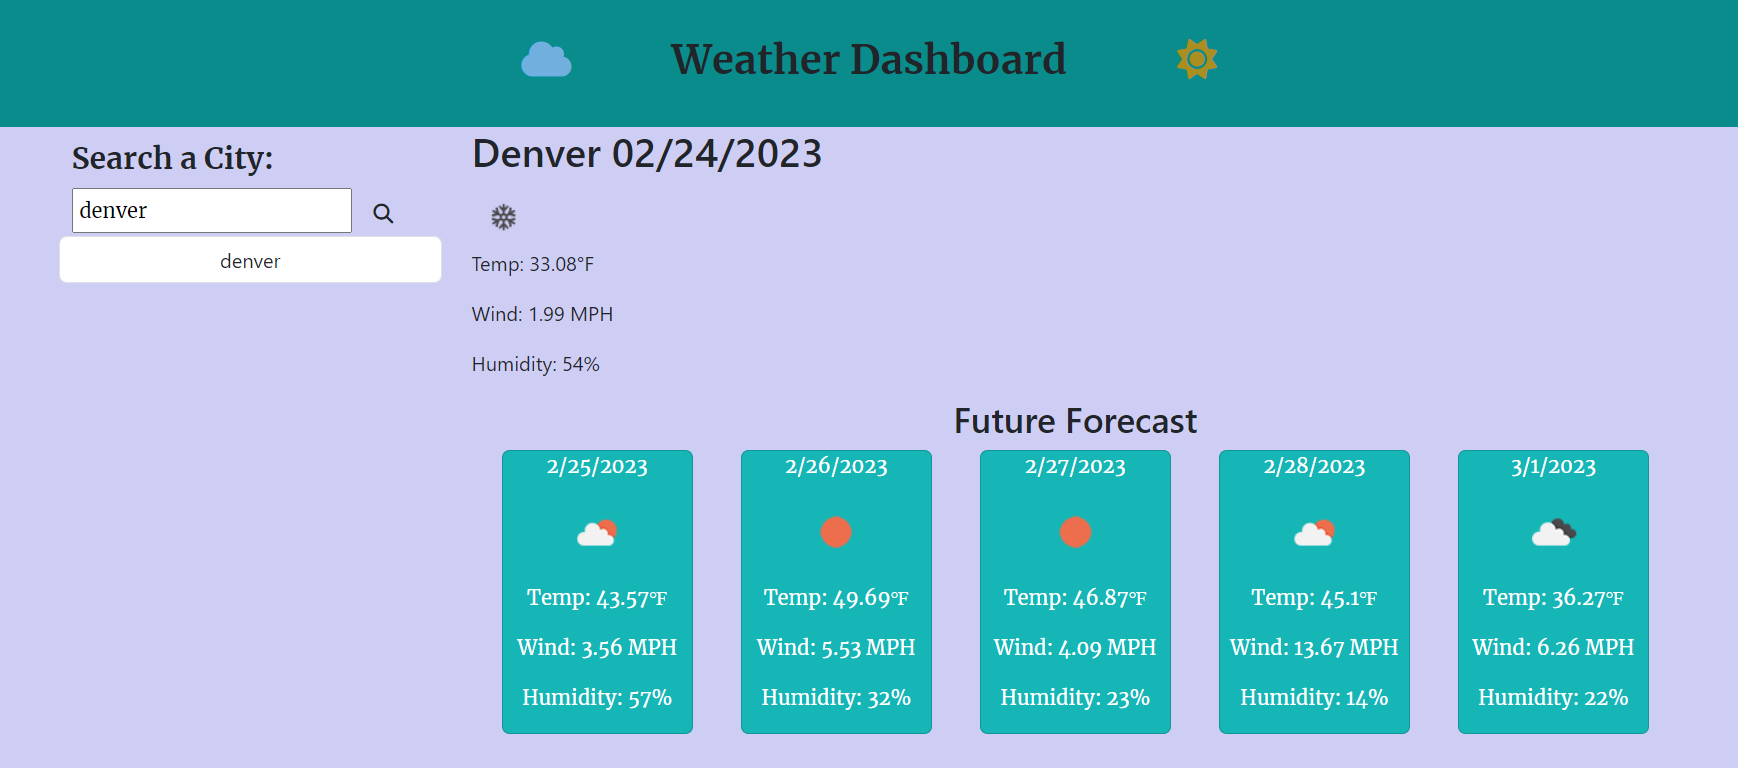 Weather Dashboard
Search a City:
denver
denver
Denver 02/24/2023
Temp: 33.08°F
Wind: 1.99 MPH
Humidity: 54%
Future Forecast
2/25/2023
Temp: 43.57°F
Wind: 3.56 MPH
Humidity: 57%
2/26/2023
Temp: 49.69°F
Wind: 5.53 MPH
Humidity: 32%
2/27/2023
Temp: 46.87°F
Wind: 4.09 MPH
Humidity: 23%
2/28/2023
Temp: 45.1°F
Wind: 13.67 MPH
Humidity: 14%
3/1/2023
Temp: 36.27°F
Wind: 6.26 MPH
Humidity: 22%